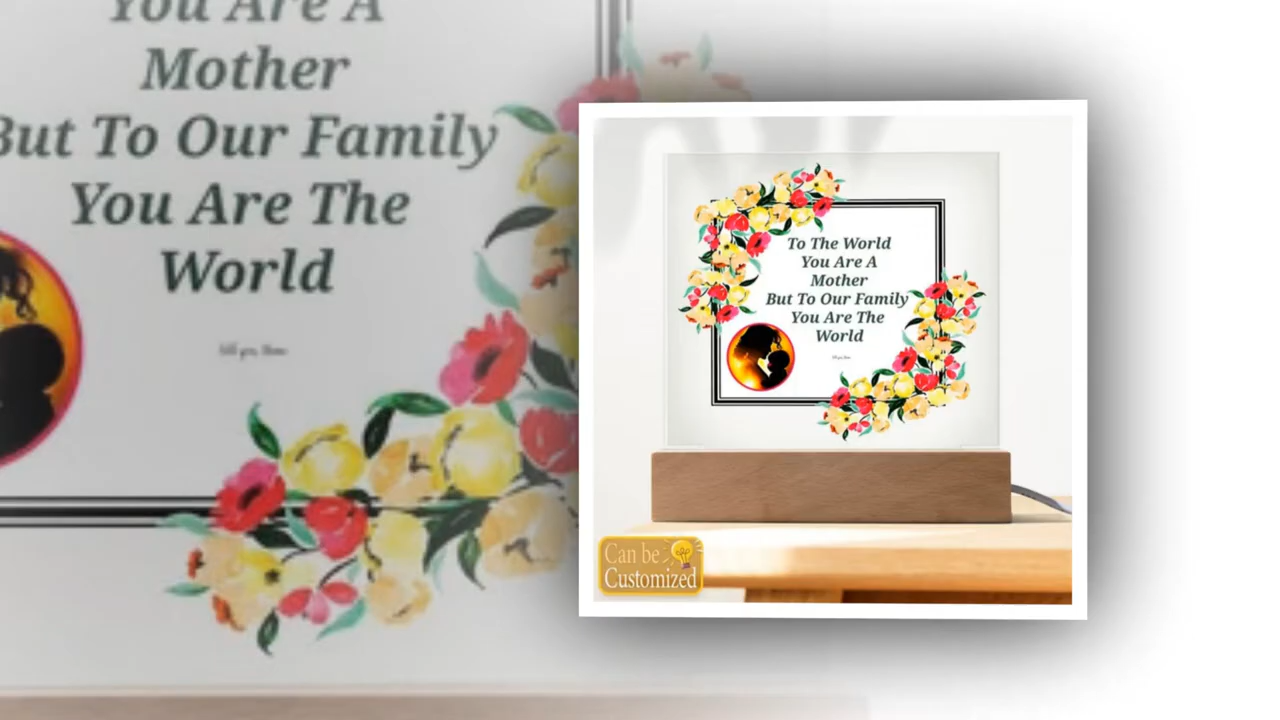 You Are A
Mother
But To Our Family
You Are The
World
To The World
You Are A
Mother
But To Our Family
You Are The
World
Can be
Customized